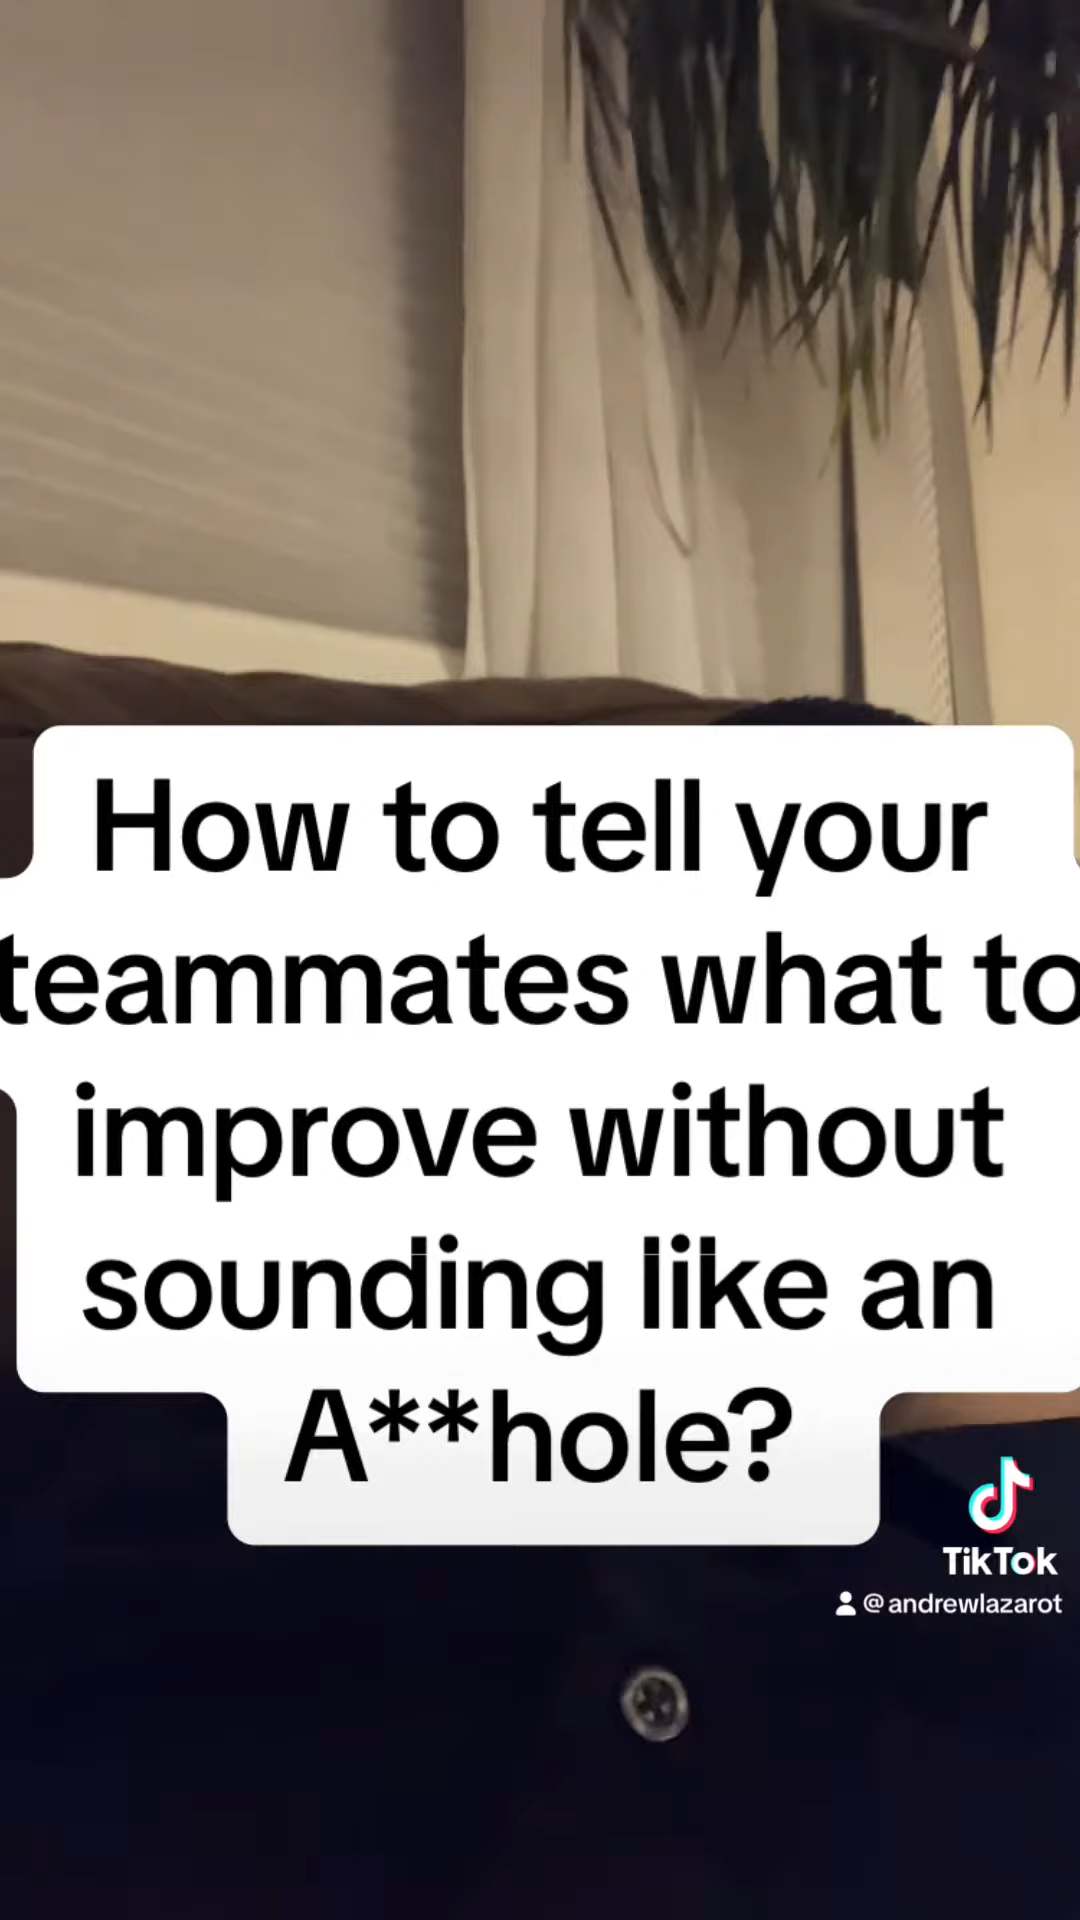 How to tell your
teammates what to
improve without
sounding like an
A**hole?
TikTok
@andrewlazarot